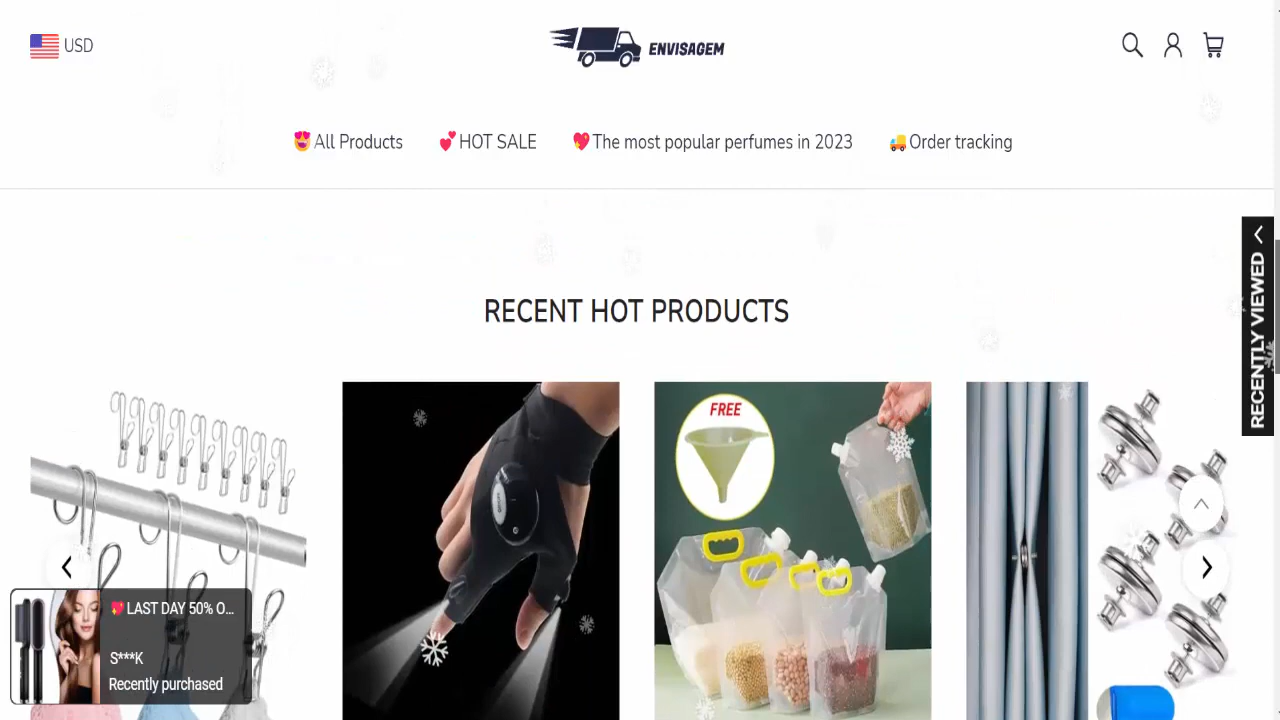 USD
ENVISAGEM
All Products
HOT SALE
The most popular perfumes in 2023
Order tracking
RECENTLY VIEWED
RECENT HOT PRODUCTS
FREE
LAST DAY 50% O...
S***K
Recently purchased